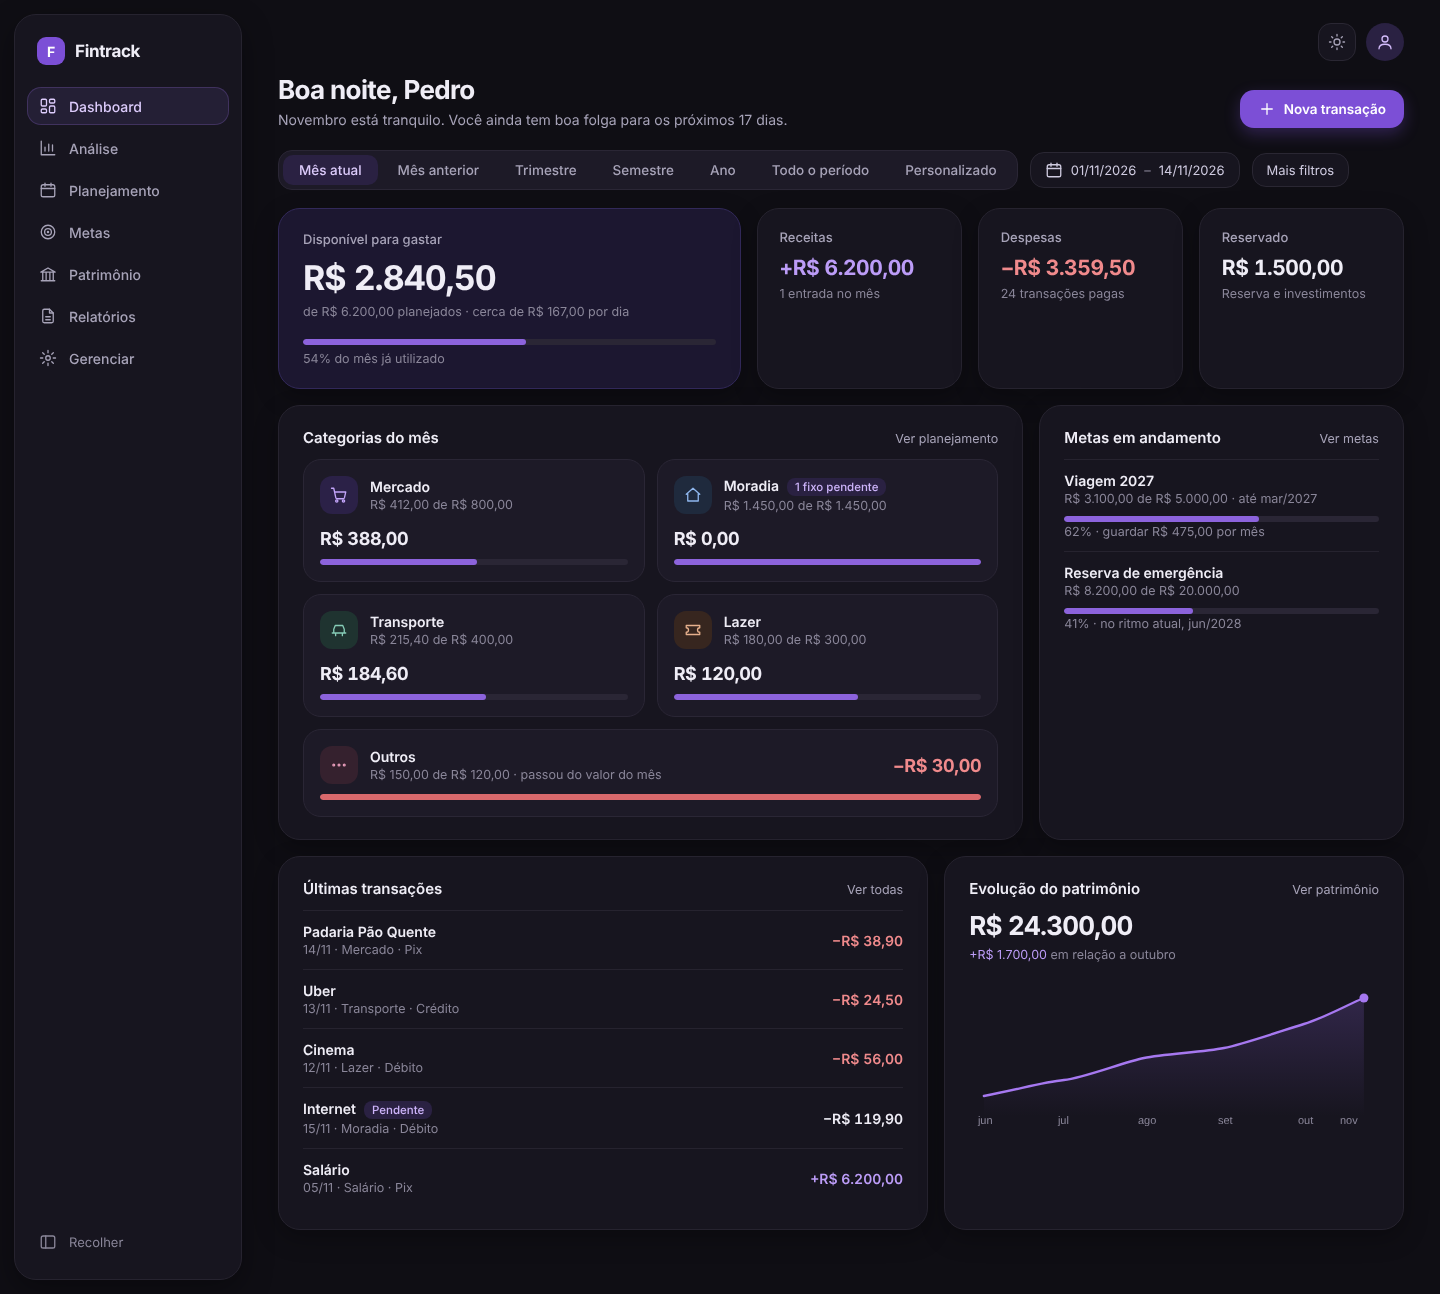 F Fintrack
Dashboard
Análise
Planejamento
Metas
Patrimônio
Relatórios
Gerenciar
Recolher
Boa noite, Pedro
Novembro está tranquilo. Você ainda tem boa folga para os próximos 17 dias.
Nova transação
Mês atual Mês anterior Trimestre Semestre Ano Todo o período Personalizado 01/11/2026 – 14/11/2026 Mais filtros
Disponível para gastar
R$ 2.840,50
de R$ 6.200,00 planejados · cerca de R$ 167,00 por dia
54% do mês já utilizado
Receitas
+R$ 6.200,00
1 entrada no mês
Despesas
−R$ 3.359,50
24 transações pagas
Reservado
R$ 1.500,00
Reserva e investimentos
Categorias do mês Ver planejamento
Mercado
R$ 412,00 de R$ 800,00
R$ 388,00
Moradia 1 fixo pendente
R$ 1.450,00 de R$ 1.450,00
R$ 0,00
Transporte
R$ 215,40 de R$ 400,00
R$ 184,60
Lazer
R$ 180,00 de R$ 300,00
R$ 120,00
Outros
R$ 150,00 de R$ 120,00 · passou do valor do mês
−R$ 30,00
Metas em andamento Ver metas
Viagem 2027
R$ 3.100,00 de R$ 5.000,00 · até mar/2027
62% · guardar R$ 475,00 por mês
Reserva de emergência
R$ 8.200,00 de R$ 20.000,00
41% · no ritmo atual, jun/2028
Últimas transações Ver todas
Padaria Pão Quente
14/11 · Mercado · Pix
−R$ 38,90
Uber
13/11 · Transporte · Crédito
−R$ 24,50
Cinema
12/11 · Lazer · Débito
−R$ 56,00
Internet Pendente
15/11 · Moradia · Débito
−R$ 119,90
Salário
05/11 · Salário · Pix
+R$ 6.200,00
Evolução do patrimônio Ver patrimônio
R$ 24.300,00
+R$ 1.700,00 em relação a outubro
jun jul ago set out nov